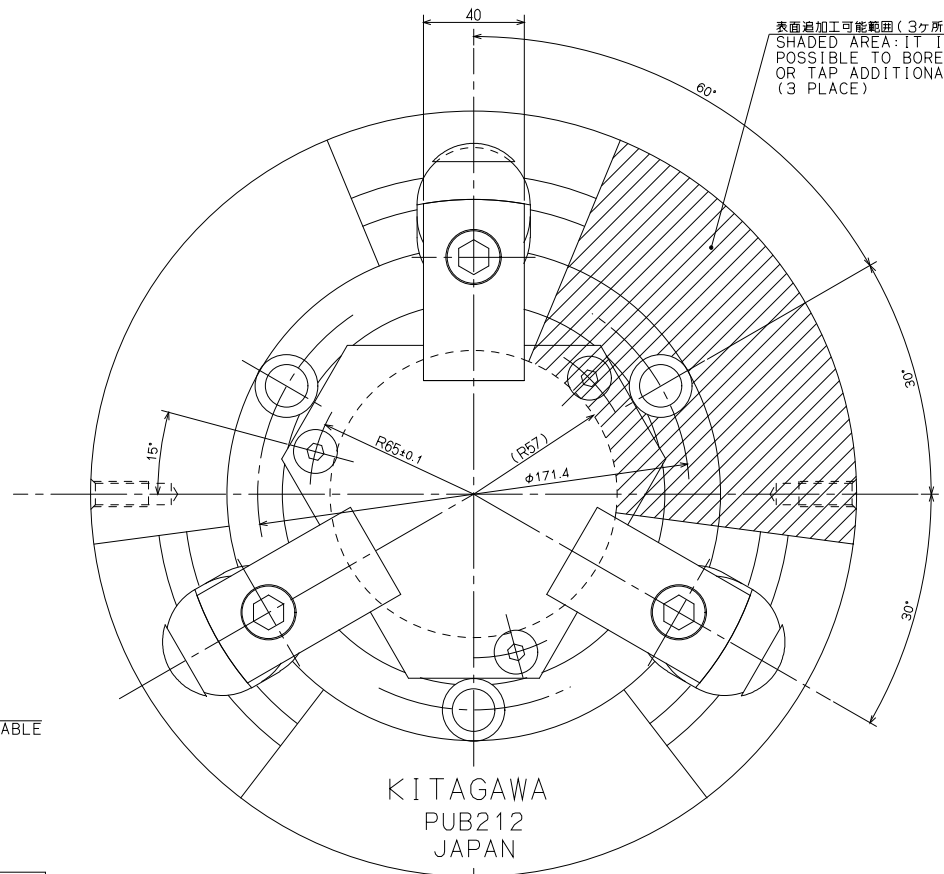 40
表面追加工可能範囲(3ヶ所
SHADED AREA:IT I
POSSIBLE TO BORE
OR TAP ADDITIONA
(3 PLACE)
60°
30°
15°
R65±0.1
(R57)
φ171.4
30°
ABLE
KITAGAWA
PUB212
JAPAN